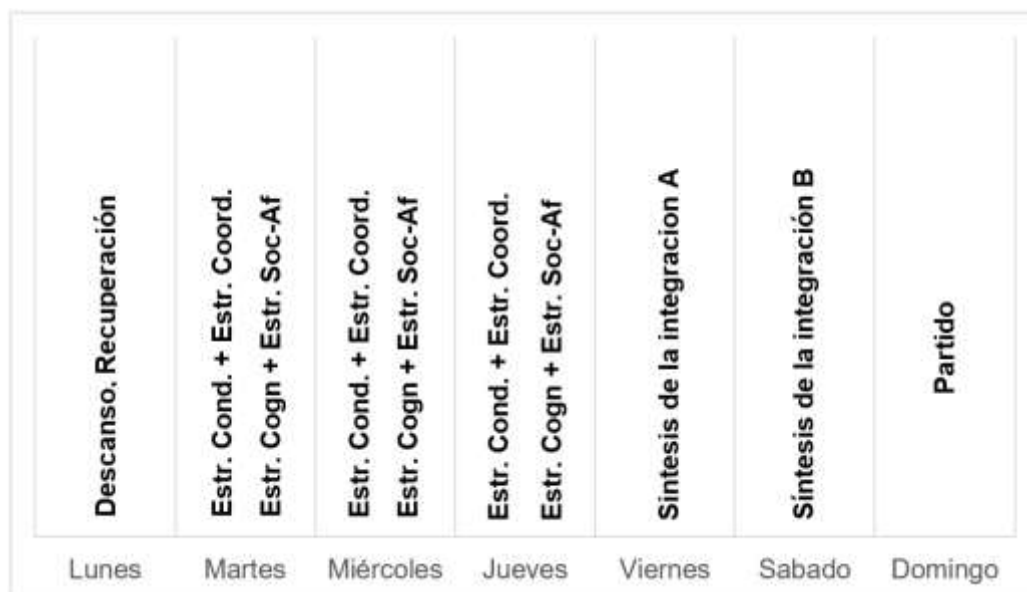 Descanso. Recuperación
Estr. Cond. + Estr. Coord.
Estr. Cogn + Estr. Soc-Af
Estr. Cond. + Estr. Coord.
Estr. Cogn + Estr. Soc-Af
Estr. Cond. + Estr. Coord.
Estr. Cogn + Estr. Soc-Af
Sintesis de la integracion A
Síntesis de la integración B
Partido
Lunes Martes Miércoles Jueves Viernes Sabado Domingo